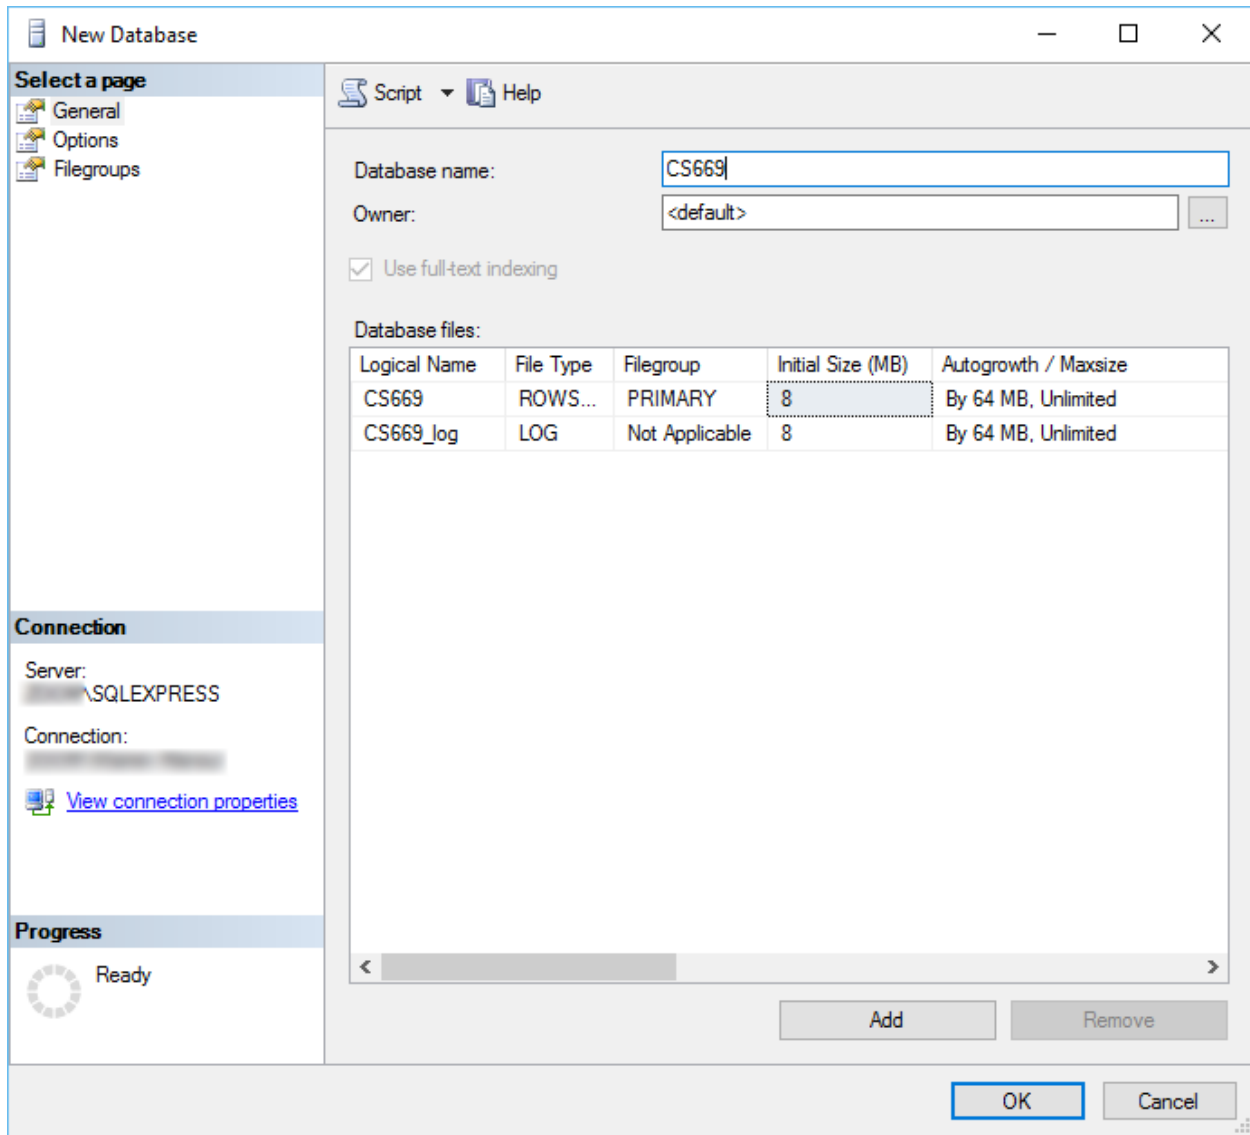 New Database
Select a page
General
Options
Filegroups
Script
Help
Database name:
CS669
Owner:
<default>
...
Use full-text indexing
Database files:
Logical Name File Type Filegroup Initial Size (MB) Autogrowth / Maxsize
CS669 ROWS... PRIMARY 8 By 64 MB, Unlimited
CS669_log LOG Not Applicable 8 By 64 MB, Unlimited
Connection
Server:
\SQLEXPRESS
Connection:
View connection properties
Progress
Ready
Add
Remove
OK
Cancel